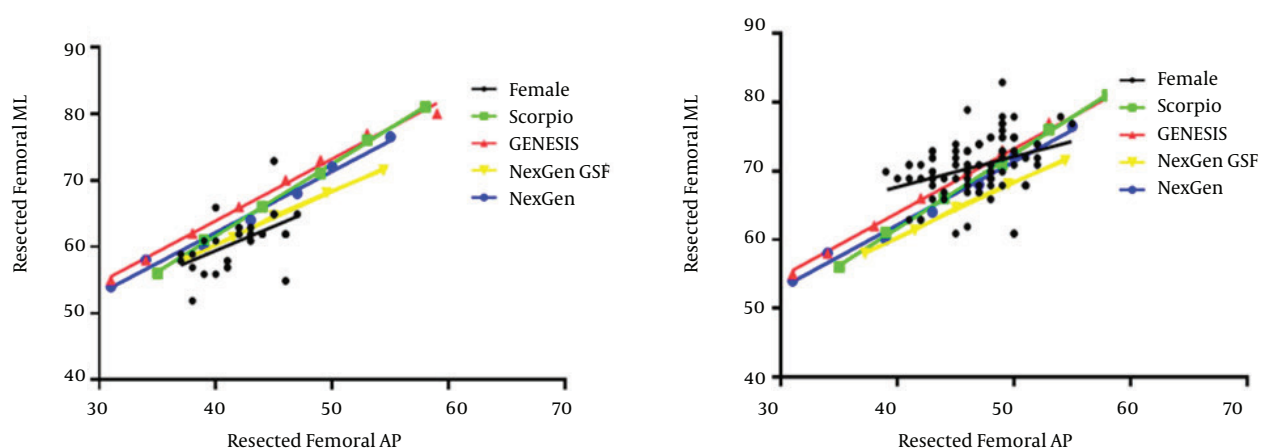 90
80
70
60
50
40
Resected Femoral ML
30 40 50 60 70
Resected Femoral AP
Female
Scorpio
GENESIS
NexGen GSF
NexGen
90
80
70
60
50
40
Resected Femoral ML
30 40 50 60 70
Resected Femoral AP
Female
Scorpio
GENESIS
NexGen GSF
NexGen